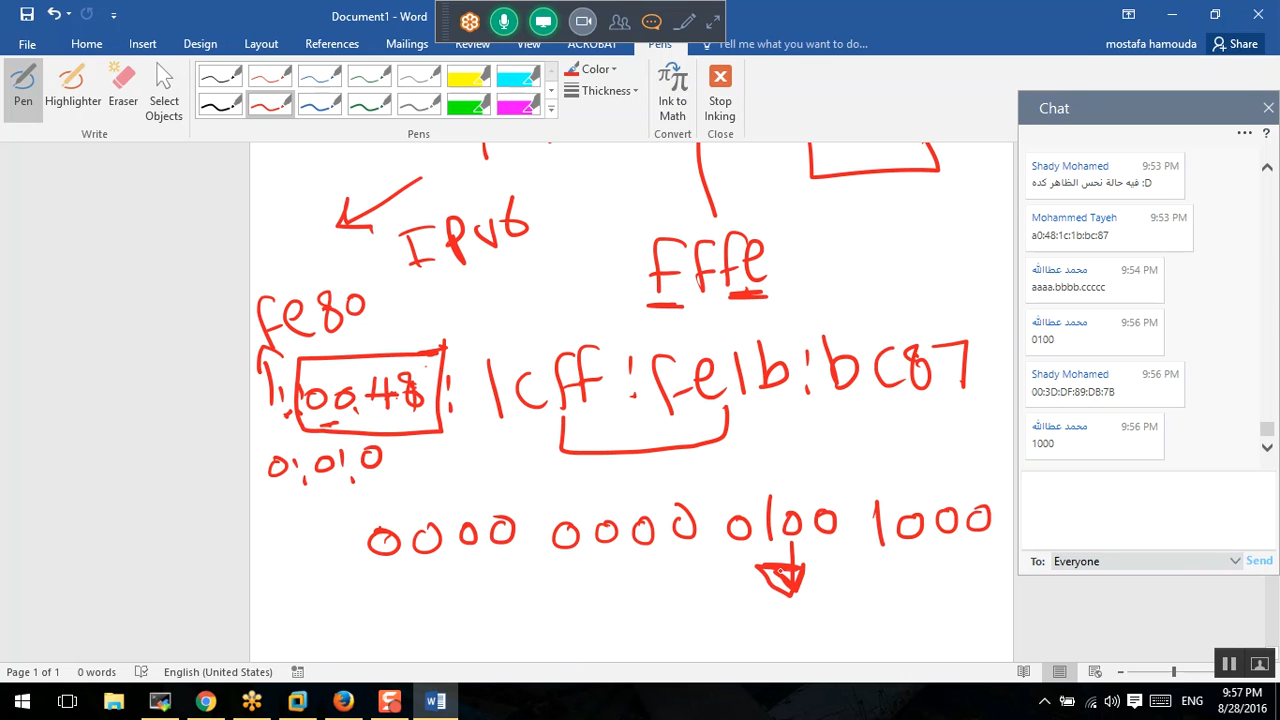 Document1 - Word
mostafa hamouda
Share
File
Home
Insert
Design
Layout
References
Mailings
Review
View
ACROBAT
Pens
Tell me what you want to do...
Pen
Highlighter
Eraser
Select Objects
Color
Thickness
Ink to Math
Stop Inking
Write
Pens
Convert
Close
Chat
Shady Mohamed 9:53 PM
فيه حالة نحس الظاهر كده :D
Mohammed Tayeh 9:53 PM
a0:48:1c:1b:bc:87
محمد عطاالله 9:54 PM
aaaa.bbbb.ccccc
محمد عطاالله 9:56 PM
0100
Shady Mohamed 9:56 PM
00:3D:DF:89:DB:7B
محمد عطاالله 9:56 PM
1000
To: Everyone
Send
IPv6
fffe
fe80
::0048:1cff:fe1b:bc87
0:0:0
0000 0000 0100 1000
Page 1 of 1
0 words
English (United States)
ENG
9:57 PM
8/28/2016